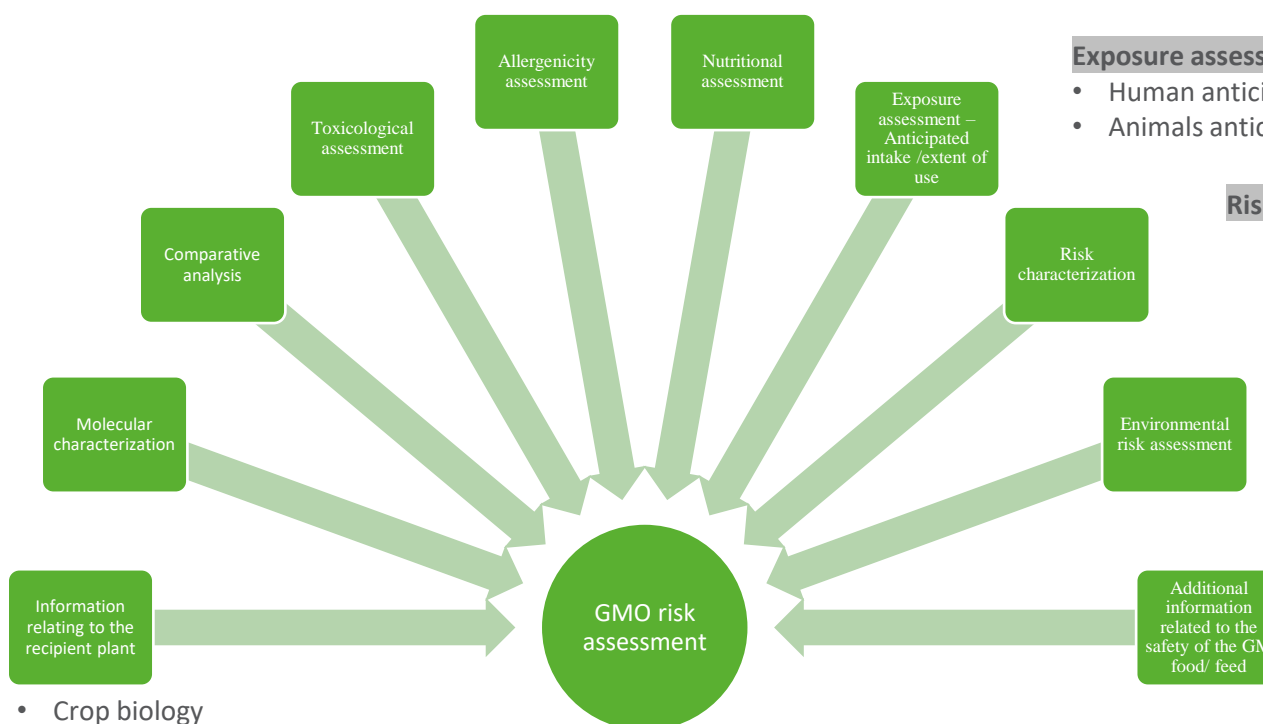 Allergenicity
assessment
Nutritional
assessment
Exposure assess
• Human antici
• Animals antic
Toxicological
assessment
Exposure
assessment –
Anticipated
intake /extent of
use
Ris
Comparative
analysis
Risk
characterization
Molecular
characterization
Environmental
risk assessment
Information
relating to the
recipient plant
GMO risk
assessment
Additional
information
related to the
safety of the GM
food/ feed
• Crop biology